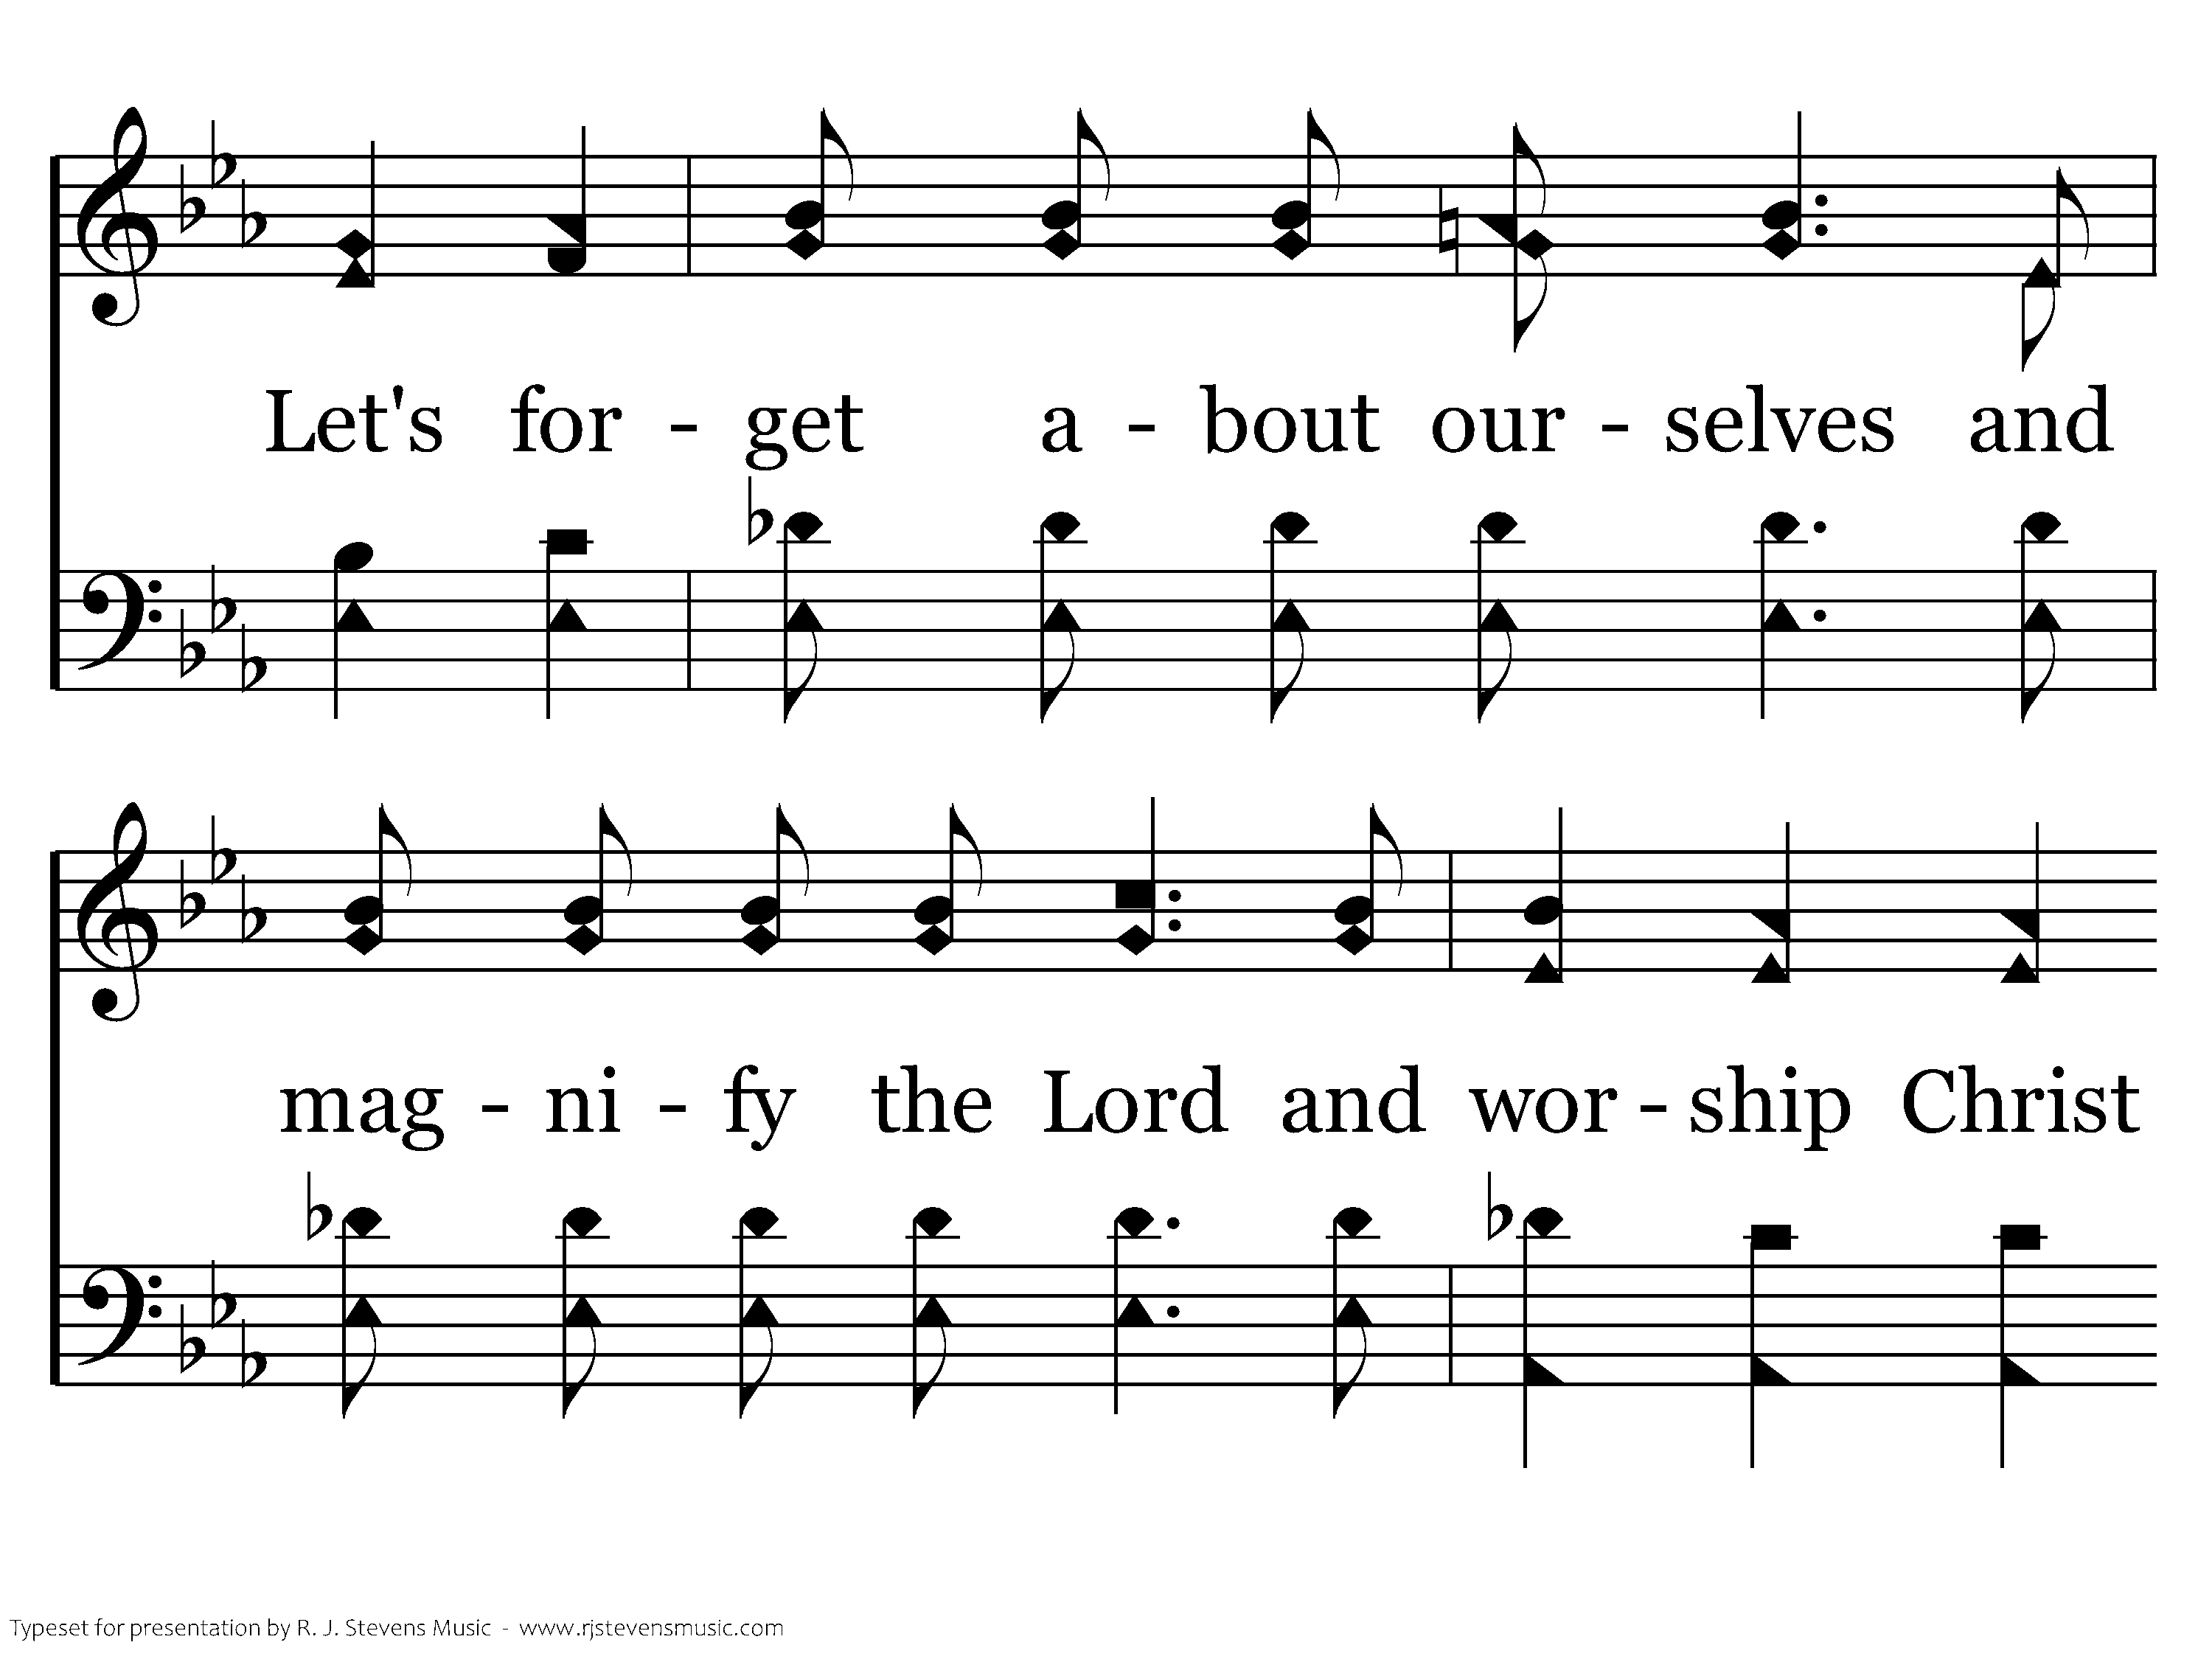 Let's for - get a - bout our - selves and
mag - ni - fy the Lord and wor - ship Christ
Typeset for presentation by R. J. Stevens Music - www.rjstevensmusic.com